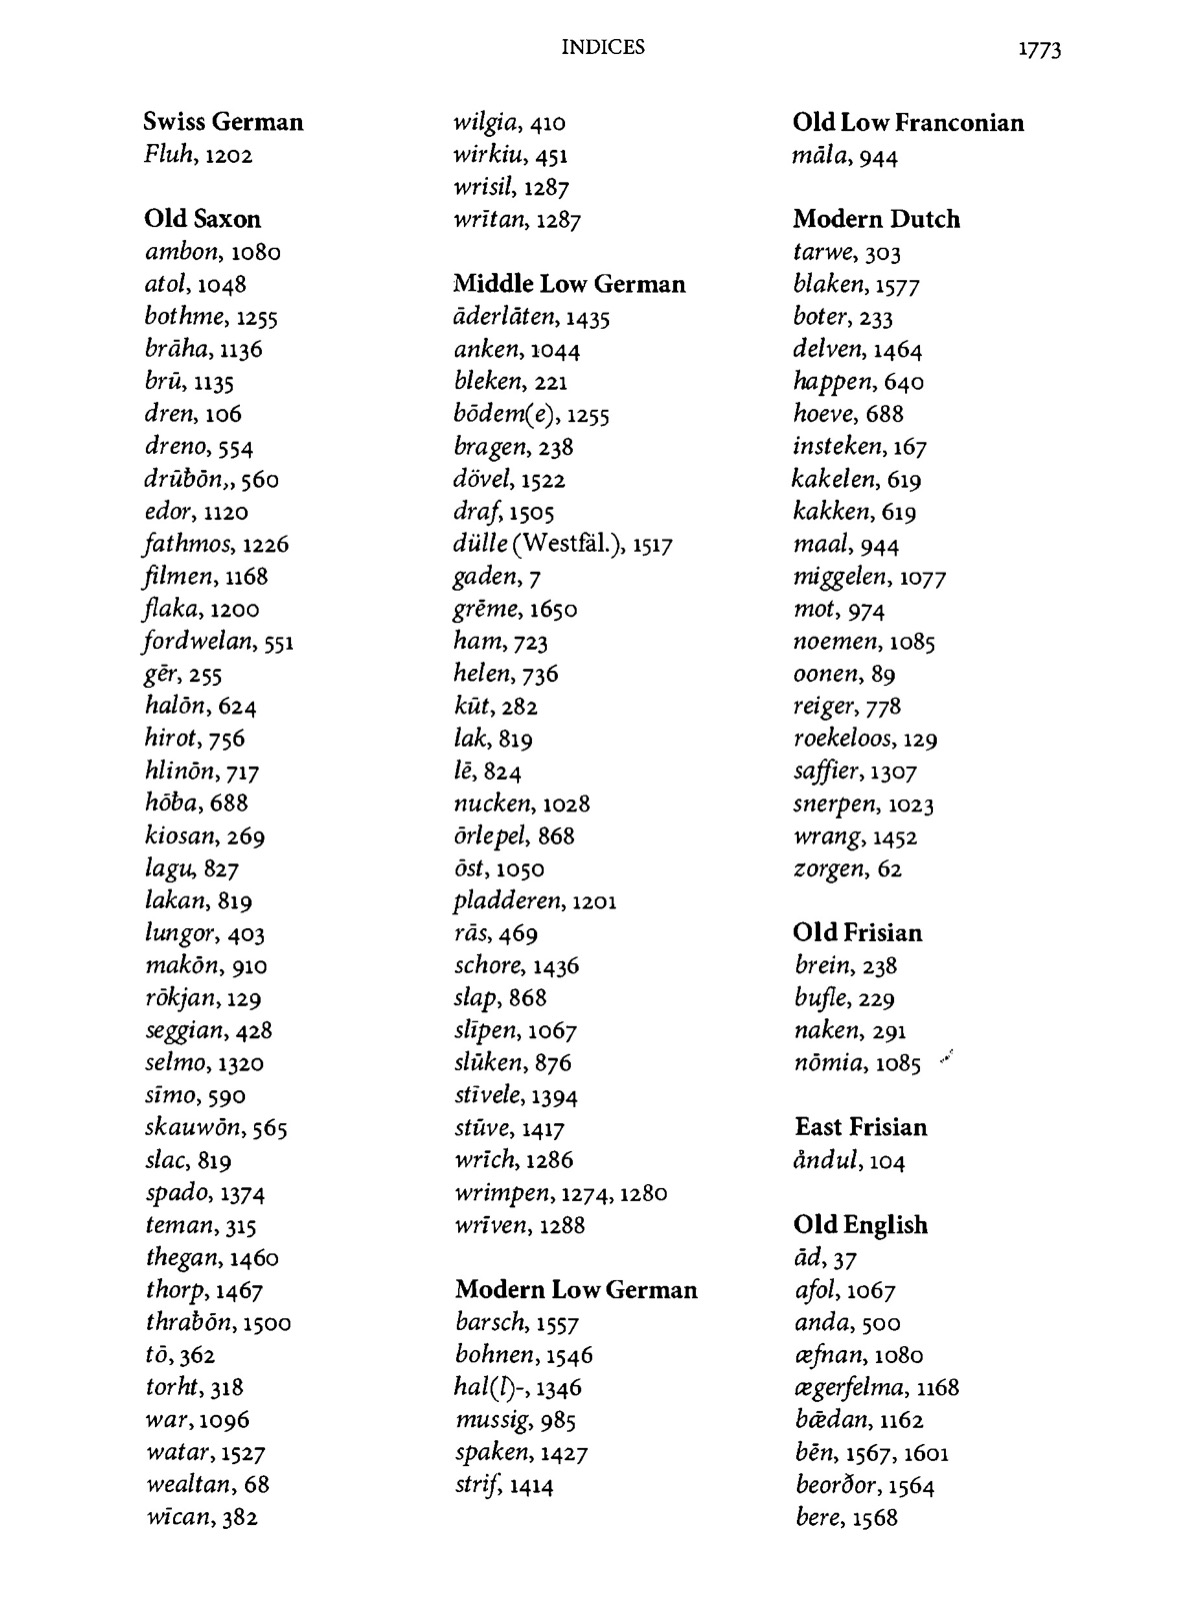 INDICES
1773
Swiss German
Fluh, 1202
Old Saxon
ambon, 1080
atol, 1048
bothme, 1255
brāha, 1136
brū, 1135
dren, 106
dreno, 554
drūƀōn,, 560
edor, 1120
fathmos, 1226
filmen, 1168
flaka, 1200
fordwelan, 551
gēr, 255
halōn, 624
hirot, 756
hlinōn, 717
hōƀa, 688
kiosan, 269
lagu, 827
lakan, 819
lungor, 403
makōn, 910
rōkjan, 129
seggian, 428
selmo, 1320
sīmo, 590
skauwōn, 565
slac, 819
spado, 1374
teman, 315
thegan, 1460
thorp, 1467
thraƀōn, 1500
tō, 362
torht, 318
war, 1096
watar, 1527
wealtan, 68
wīcan, 382
wilgia, 410
wirkiu, 451
wrisil, 1287
wrītan, 1287
Middle Low German
āderlāten, 1435
anken, 1044
bleken, 221
bōdem(e), 1255
bragen, 238
dövel, 1522
draf, 1505
dülle (Westfäl.), 1517
gaden, 7
grēme, 1650
ham, 723
helen, 736
kūt, 282
lak, 819
lē, 824
nucken, 1028
ōrlepel, 868
ōst, 1050
pladderen, 1201
rās, 469
schore, 1436
slap, 868
slīpen, 1067
slūken, 876
stīvele, 1394
stūve, 1417
wrīch, 1286
wrimpen, 1274, 1280
wrīven, 1288
Modern Low German
barsch, 1557
bohnen, 1546
hal(l)-, 1346
mussig, 985
spaken, 1427
strif, 1414
Old Low Franconian
māla, 944
Modern Dutch
tarwe, 303
blaken, 1577
boter, 233
delven, 1464
happen, 640
hoeve, 688
insteken, 167
kakelen, 619
kakken, 619
maal, 944
miggelen, 1077
mot, 974
noemen, 1085
oonen, 89
reiger, 778
roekeloos, 129
saffier, 1307
snerpen, 1023
wrang, 1452
zorgen, 62
Old Frisian
brein, 238
bufle, 229
naken, 291
nōmia, 1085
East Frisian
åndul, 104
Old English
ād, 37
afol, 1067
anda, 500
æfnan, 1080
ægerfelma, 1168
bǣdan, 1162
bēn, 1567, 1601
beorðor, 1564
bere, 1568